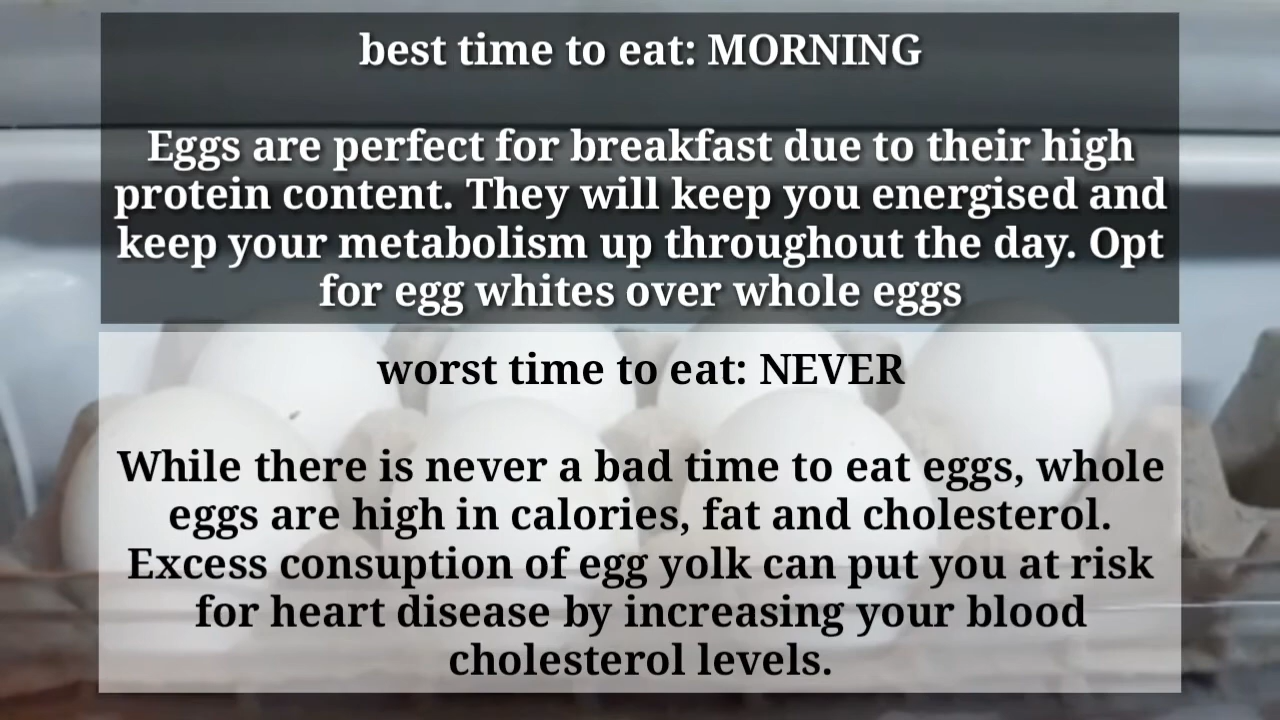 best time to eat: MORNING
Eggs are perfect for breakfast due to their high
protein content. They will keep you energised and
keep your metabolism up throughout the day. Opt
for egg whites over whole eggs
worst time to eat: NEVER
While there is never a bad time to eat eggs, whole
eggs are high in calories, fat and cholesterol.
Excess consuption of egg yolk can put you at risk
for heart disease by increasing your blood
cholesterol levels.